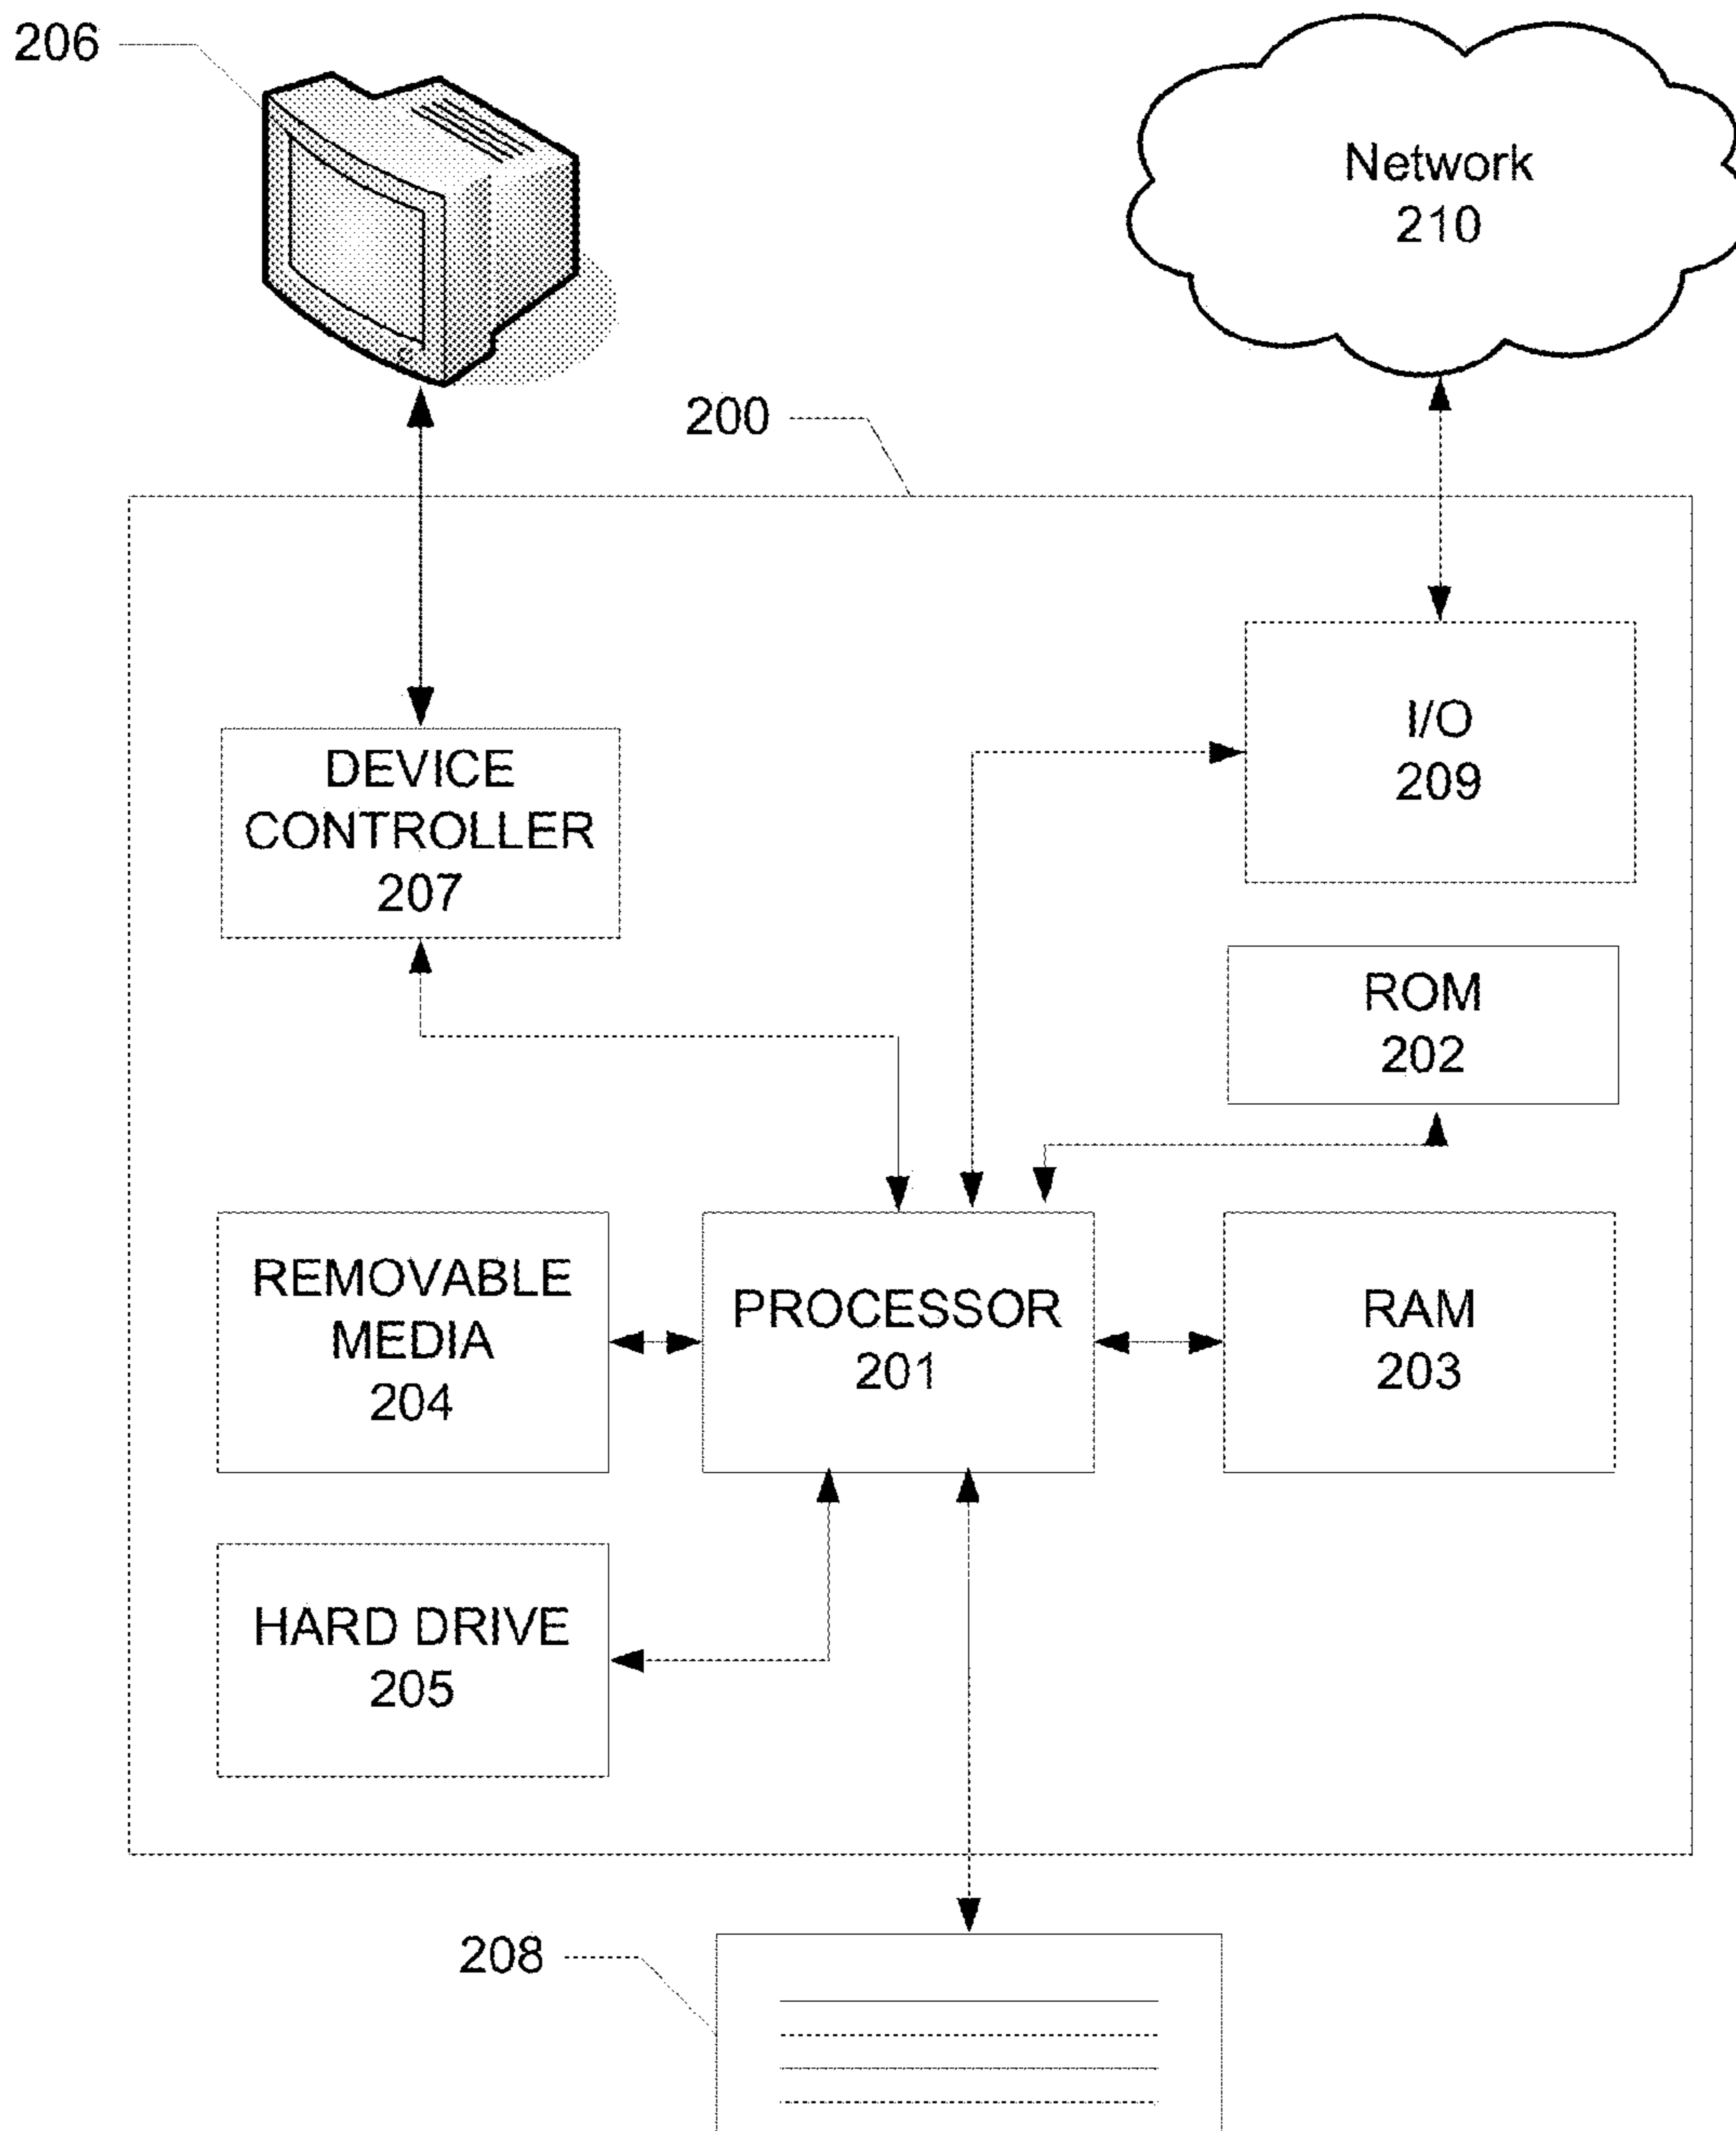 206
Network
210
200
DEVICE
CONTROLLER
207
I/O
209
ROM
202
REMOVABLE
MEDIA
204
PROCESSOR
201
RAM
203
HARD DRIVE
205
208